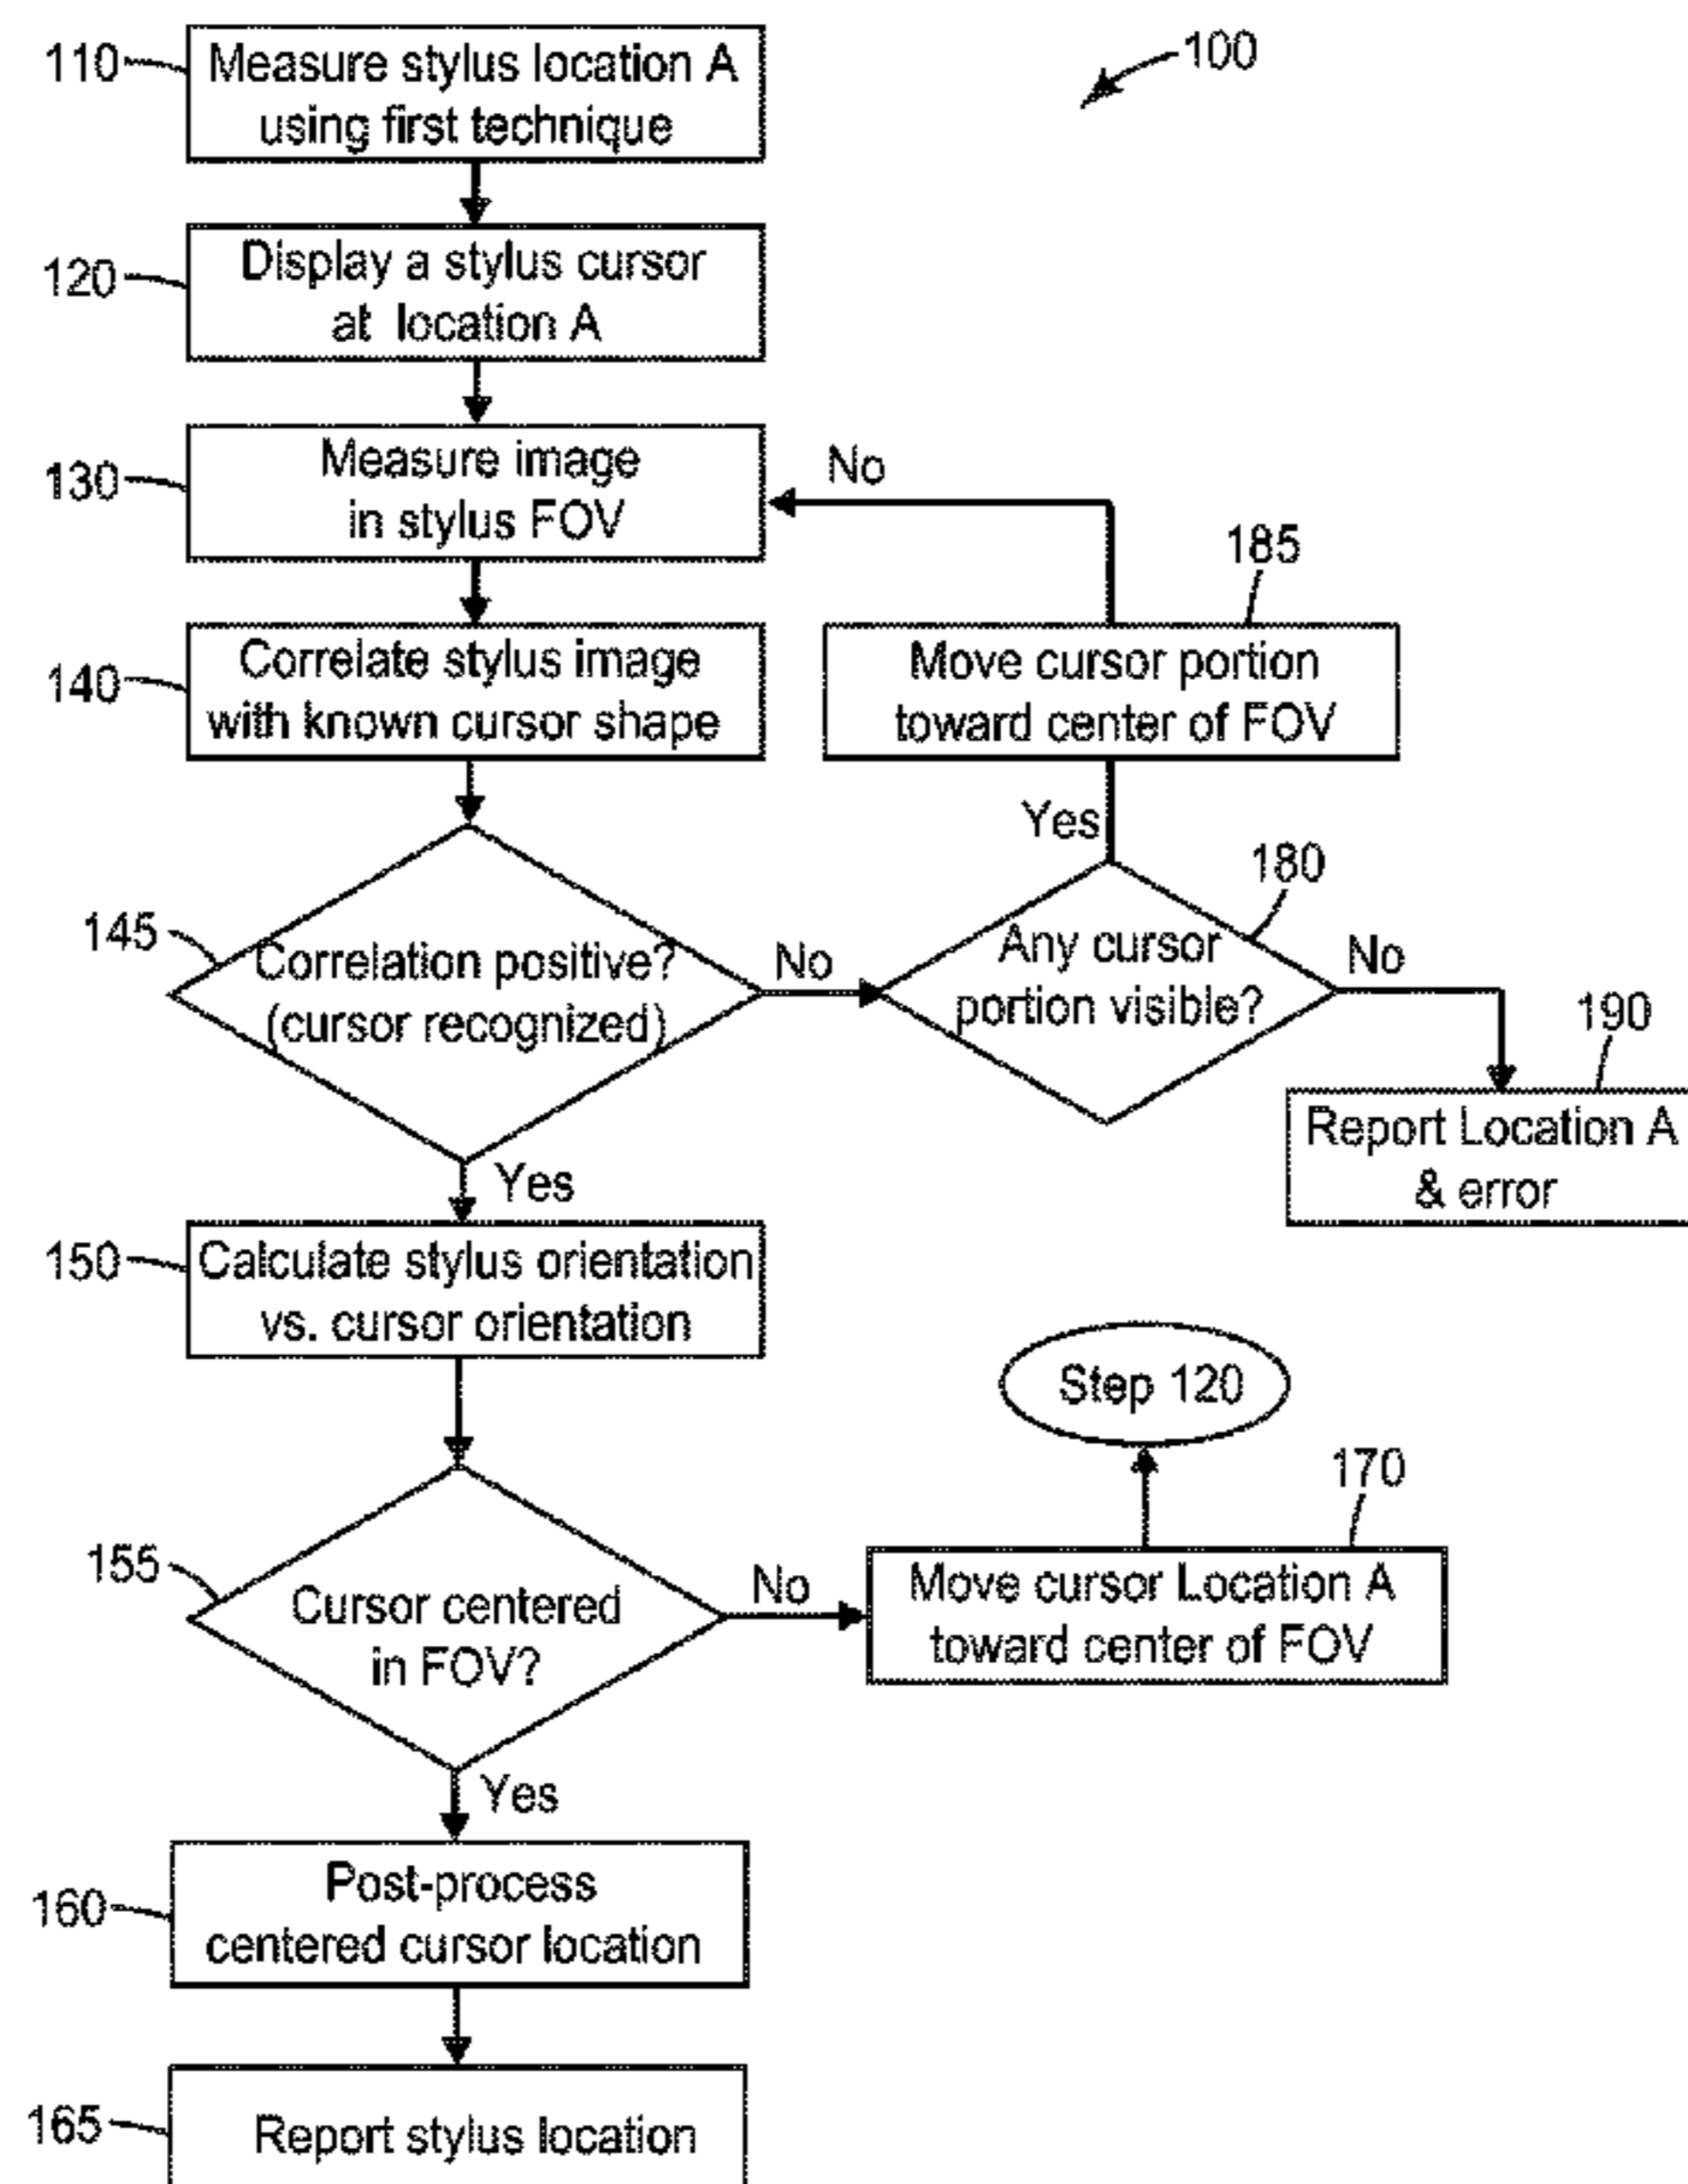 100
110
Measure stylus location A
using first technique
120
Display a stylus cursor
at location A
130
Measure image
in stylus FOV
No
185
140
Correlate stylus image
with known cursor shape
Move cursor portion
toward center of FOV
Yes
180
145
Correlation positive?
(cursor recognized)
No
Any cursor
portion visible?
No
190
Report Location A
& error
Yes
150
Calculate stylus orientation
vs. cursor orientation
Step 120
170
155
Cursor centered
in FOV?
No
Move cursor Location A
toward center of FOV
Yes
160
Post-process
centered cursor location
165
Report stylus location